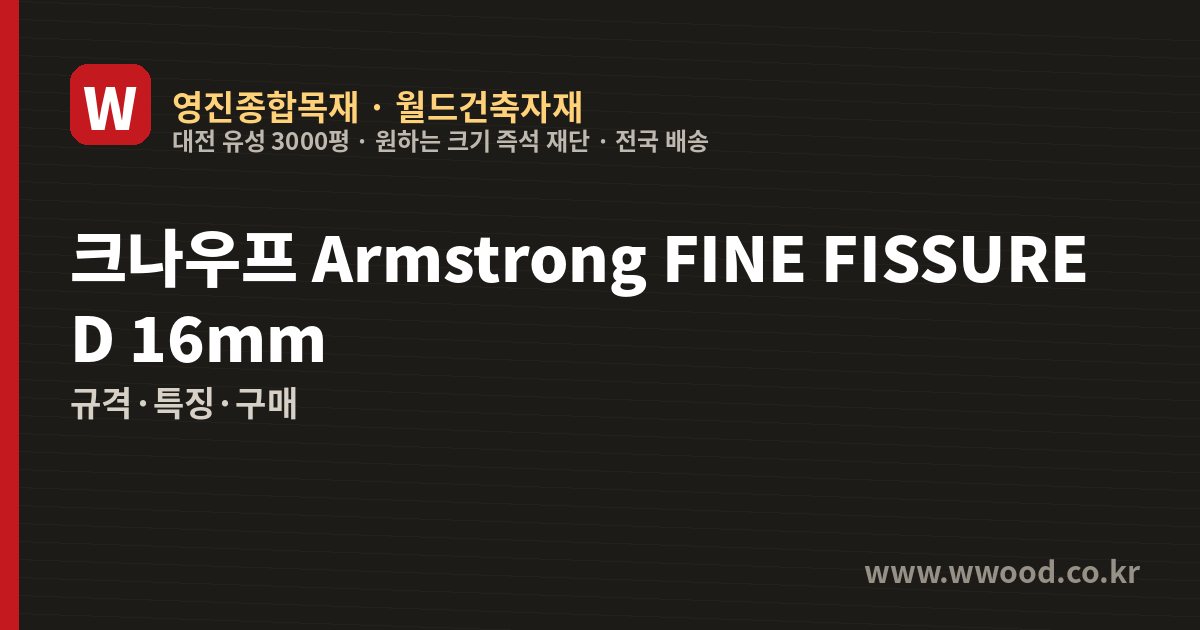 W
영진종합목재 · 월드건축자재
대전 유성 3000평 · 원하는 크기 즉석 재단 · 전국 배송
크나우프 Armstrong FINE FISSURE
D 16mm
규격·특징·구매
www.wwood.co.kr